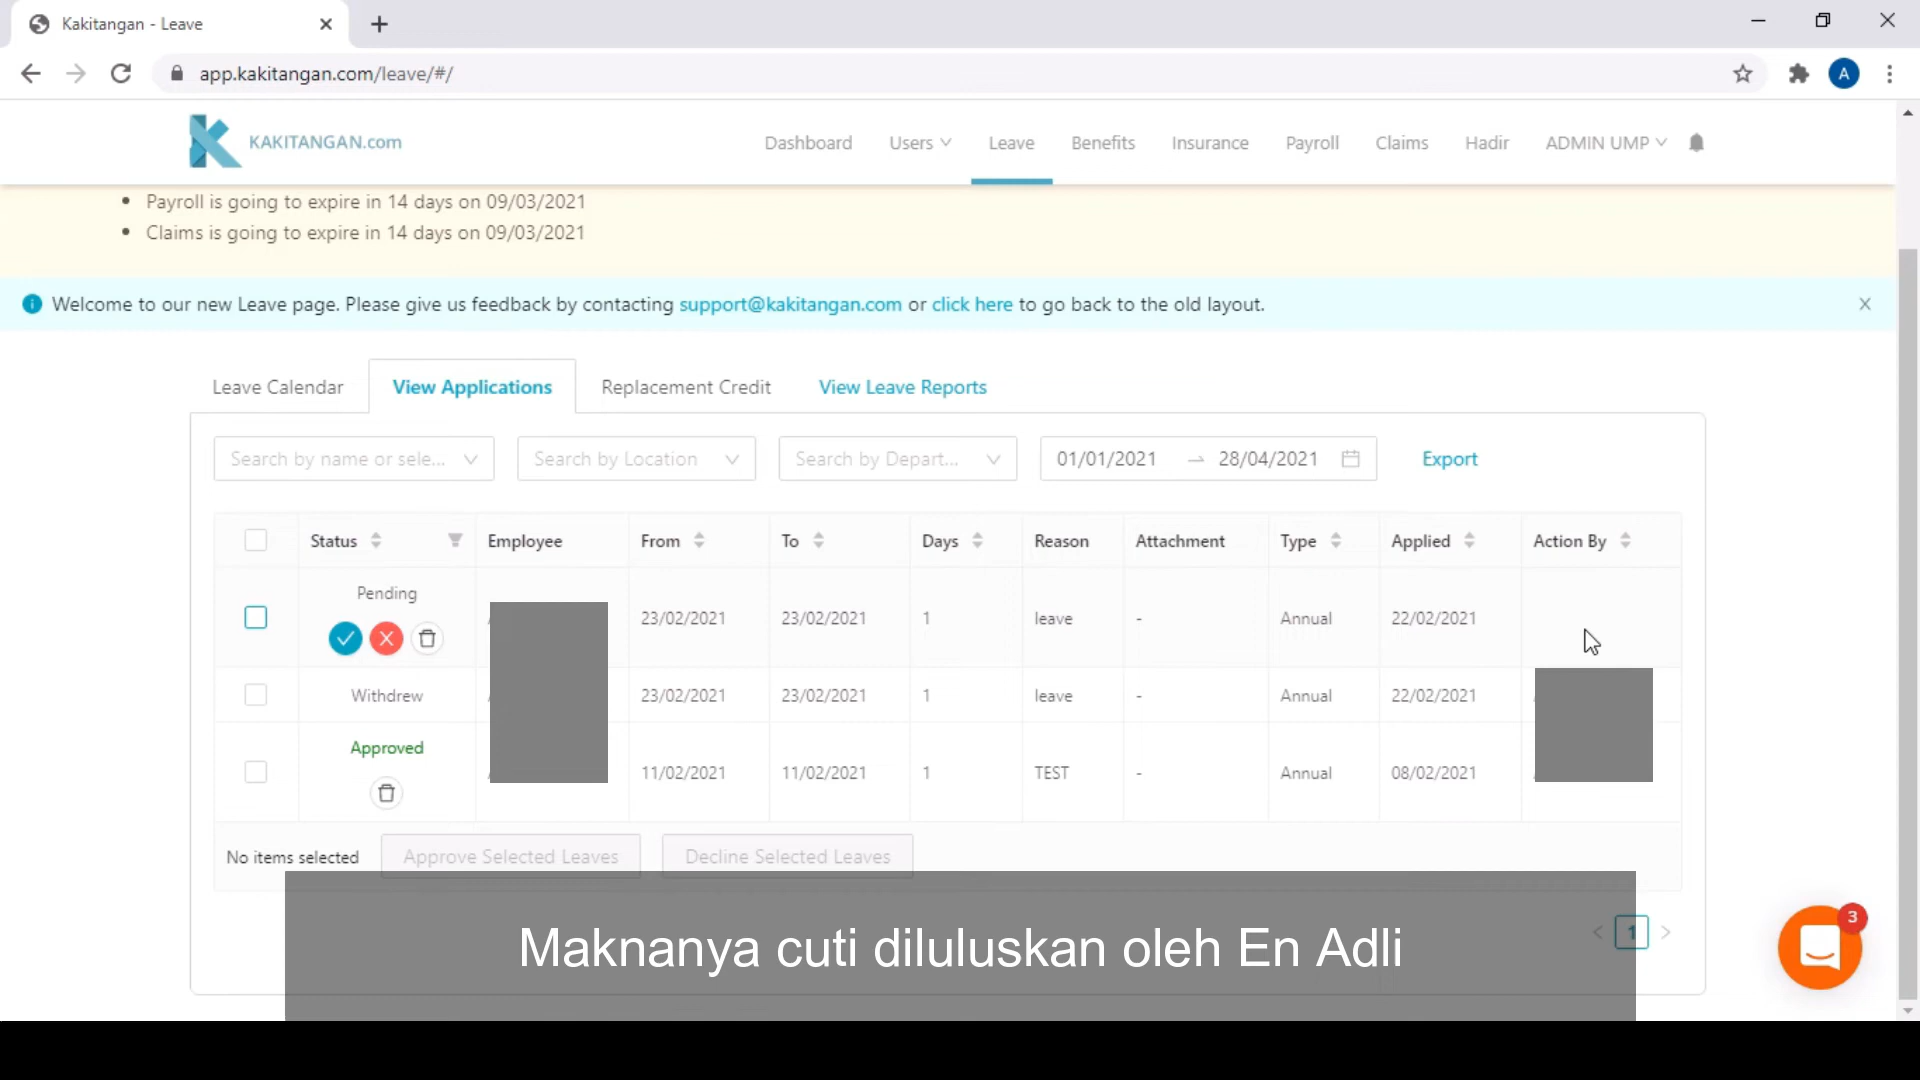 Kakitangan - Leave
app.kakitangan.com/leave/#/
A
KAKITANGAN.com
Dashboard Users Leave Benefits Insurance Payroll Claims Hadir ADMIN UMP
Payroll is going to expire in 14 days on 09/03/2021
Claims is going to expire in 14 days on 09/03/2021
Welcome to our new Leave page. Please give us feedback by contacting support@kakitangan.com or click here to go back to the old layout.
Leave Calendar View Applications Replacement Credit View Leave Reports
Search by name or sele... Search by Location Search by Depart... 01/01/2021 → 28/04/2021 Export
Status Employee From To Days Reason Attachment Type Applied Action By
Pending
23/02/2021 23/02/2021 1 leave - Annual 22/02/2021
Withdrew 23/02/2021 23/02/2021 1 leave - Annual 22/02/2021
Approved
11/02/2021 11/02/2021 1 TEST - Annual 08/02/2021
No items selected Approve Selected Leaves Decline Selected Leaves
3
< 1 >
Maknanya cuti diluluskan oleh En Adli